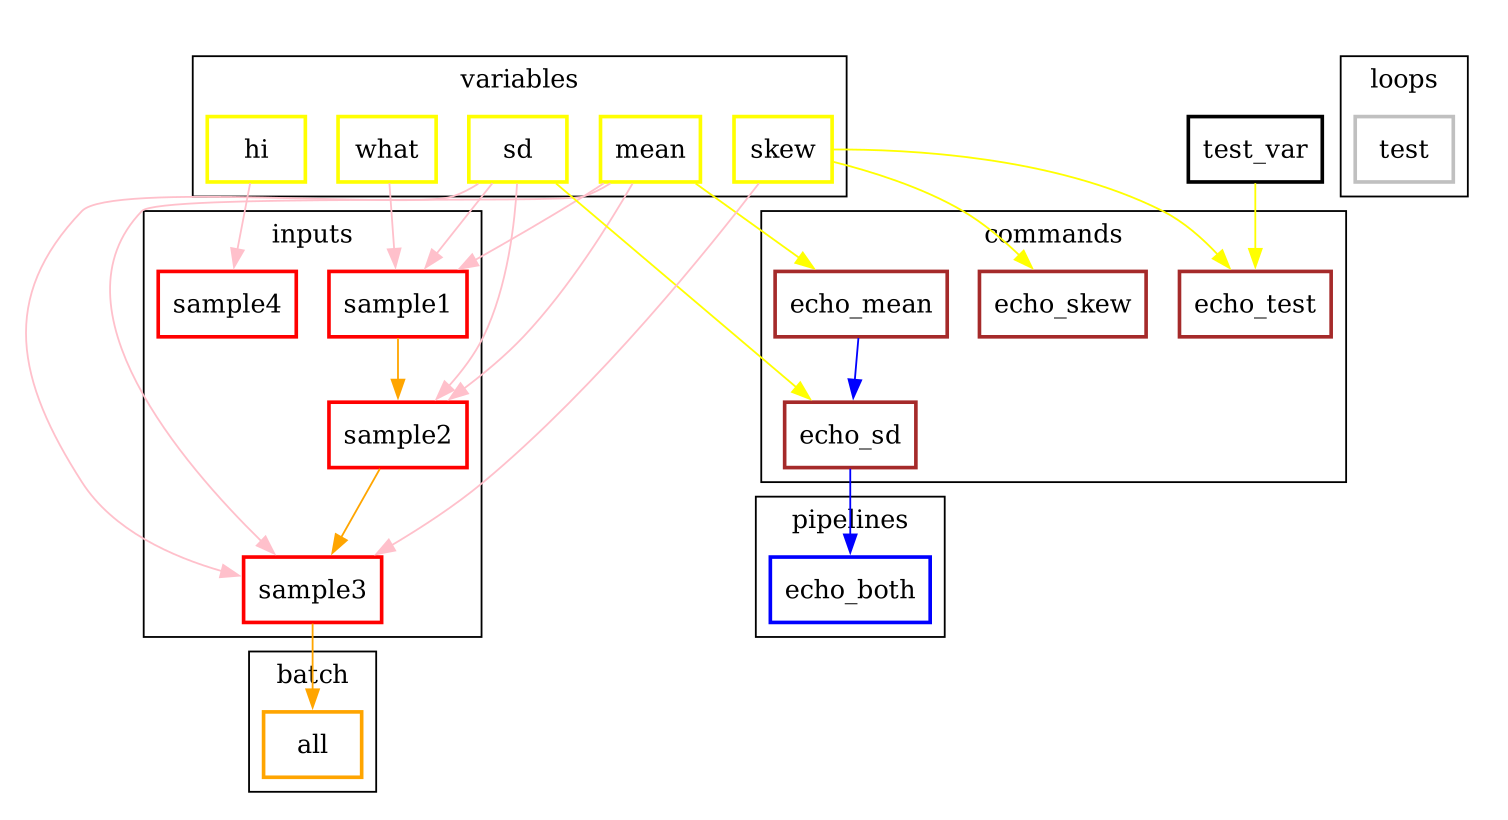 variables
loops
hi
what
sd
mean
skew
test_var
test
inputs
commands
sample4
sample1
echo_mean
echo_skew
echo_test
sample2
echo_sd
pipelines
sample3
echo_both
batch
all